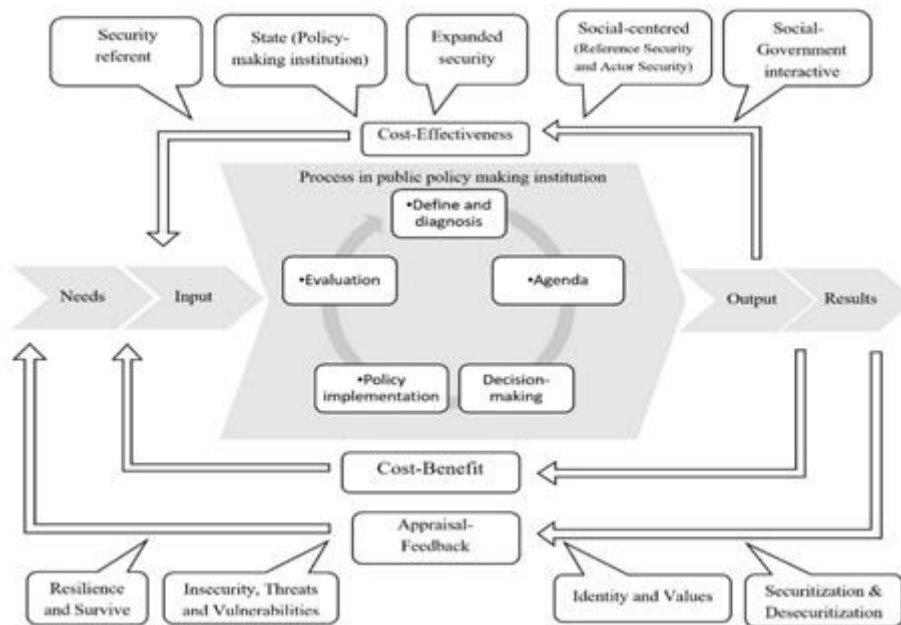 Security
referent
State (Policy-
making institution)
Expanded
security
Social-centered
(Reference Security
and Actor Security)
Social-
Government
interactive
Cost-Effectiveness
Process in public policy making institution
•Define and
diagnosis
•Evaluation
•Agenda
Needs
Input
Output
Results
•Policy
implementation
Decision-
making
Cost-Benefit
Appraisal-
Feedback
Resilience
and Survive
Insecurity, Threats
and Vulnerabilities
Identity and Values
Securitization &
Desecuritization